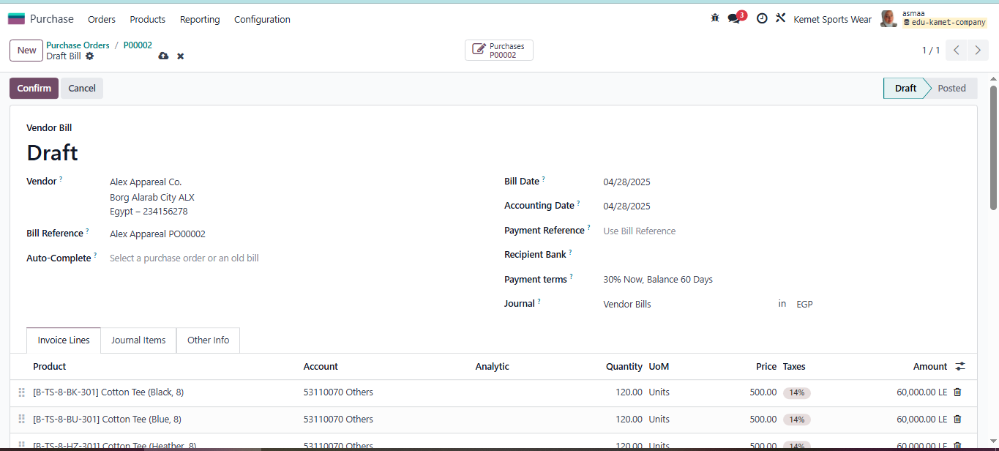 Purchase Orders Products Reporting Configuration 3 Kemet Sports Wear asmaa
edu-kamet-company
New Purchase Orders / P00002
Draft Bill
Purchases
P00002
1 / 1
Confirm Cancel Draft Posted
Vendor Bill
Draft
Vendor ? Alex Appareal Co.
Borg Alarab City ALX
Egypt – 234156278
Bill Reference ? Alex Appareal PO00002
Auto-Complete ? Select a purchase order or an old bill
Bill Date ? 04/28/2025
Accounting Date ? 04/28/2025
Payment Reference ? Use Bill Reference
Recipient Bank ?
Payment terms ? 30% Now, Balance 60 Days
Journal ? Vendor Bills in EGP
Invoice Lines Journal Items Other Info
Product Account Analytic Quantity UoM Price Taxes Amount
[B-TS-8-BK-301] Cotton Tee (Black, 8) 53110070 Others 120.00 Units 500.00 14% 60,000.00 LE
[B-TS-8-BU-301] Cotton Tee (Blue, 8) 53110070 Others 120.00 Units 500.00 14% 60,000.00 LE
[B-TS-8-HZ-301] Cotton Tee (Heather, 8) 53110070 Others 120.00 Units 500.00 14% 60,000.00 LE